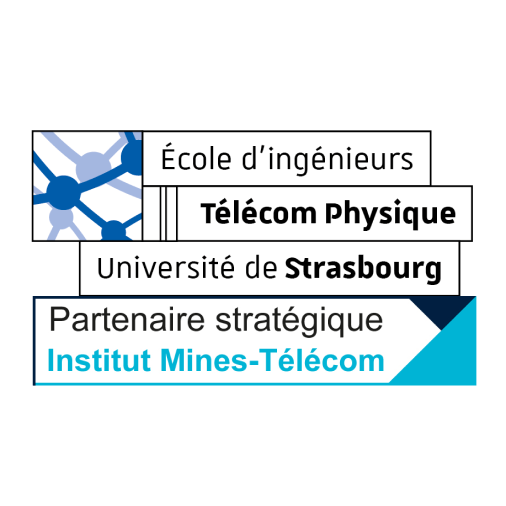 École d'ingénieurs
Télécom Physique
Université de Strasbourg
Partenaire stratégique
Institut Mines-Télécom